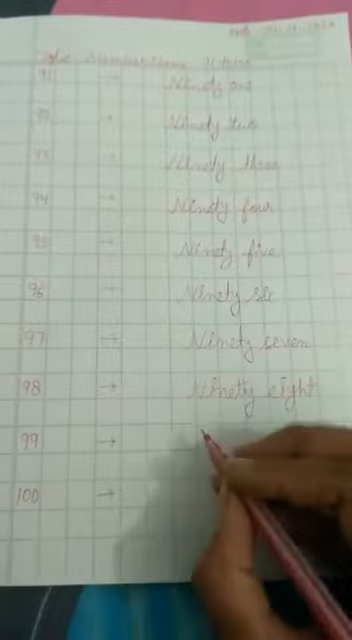 91 → Ninety one
92 → Ninety two
93 → Ninety three
94 → Ninety four
95 → Ninety five
96 → Ninety six
97 → Ninety seven
98 → Ninety eight
99 →
100 →